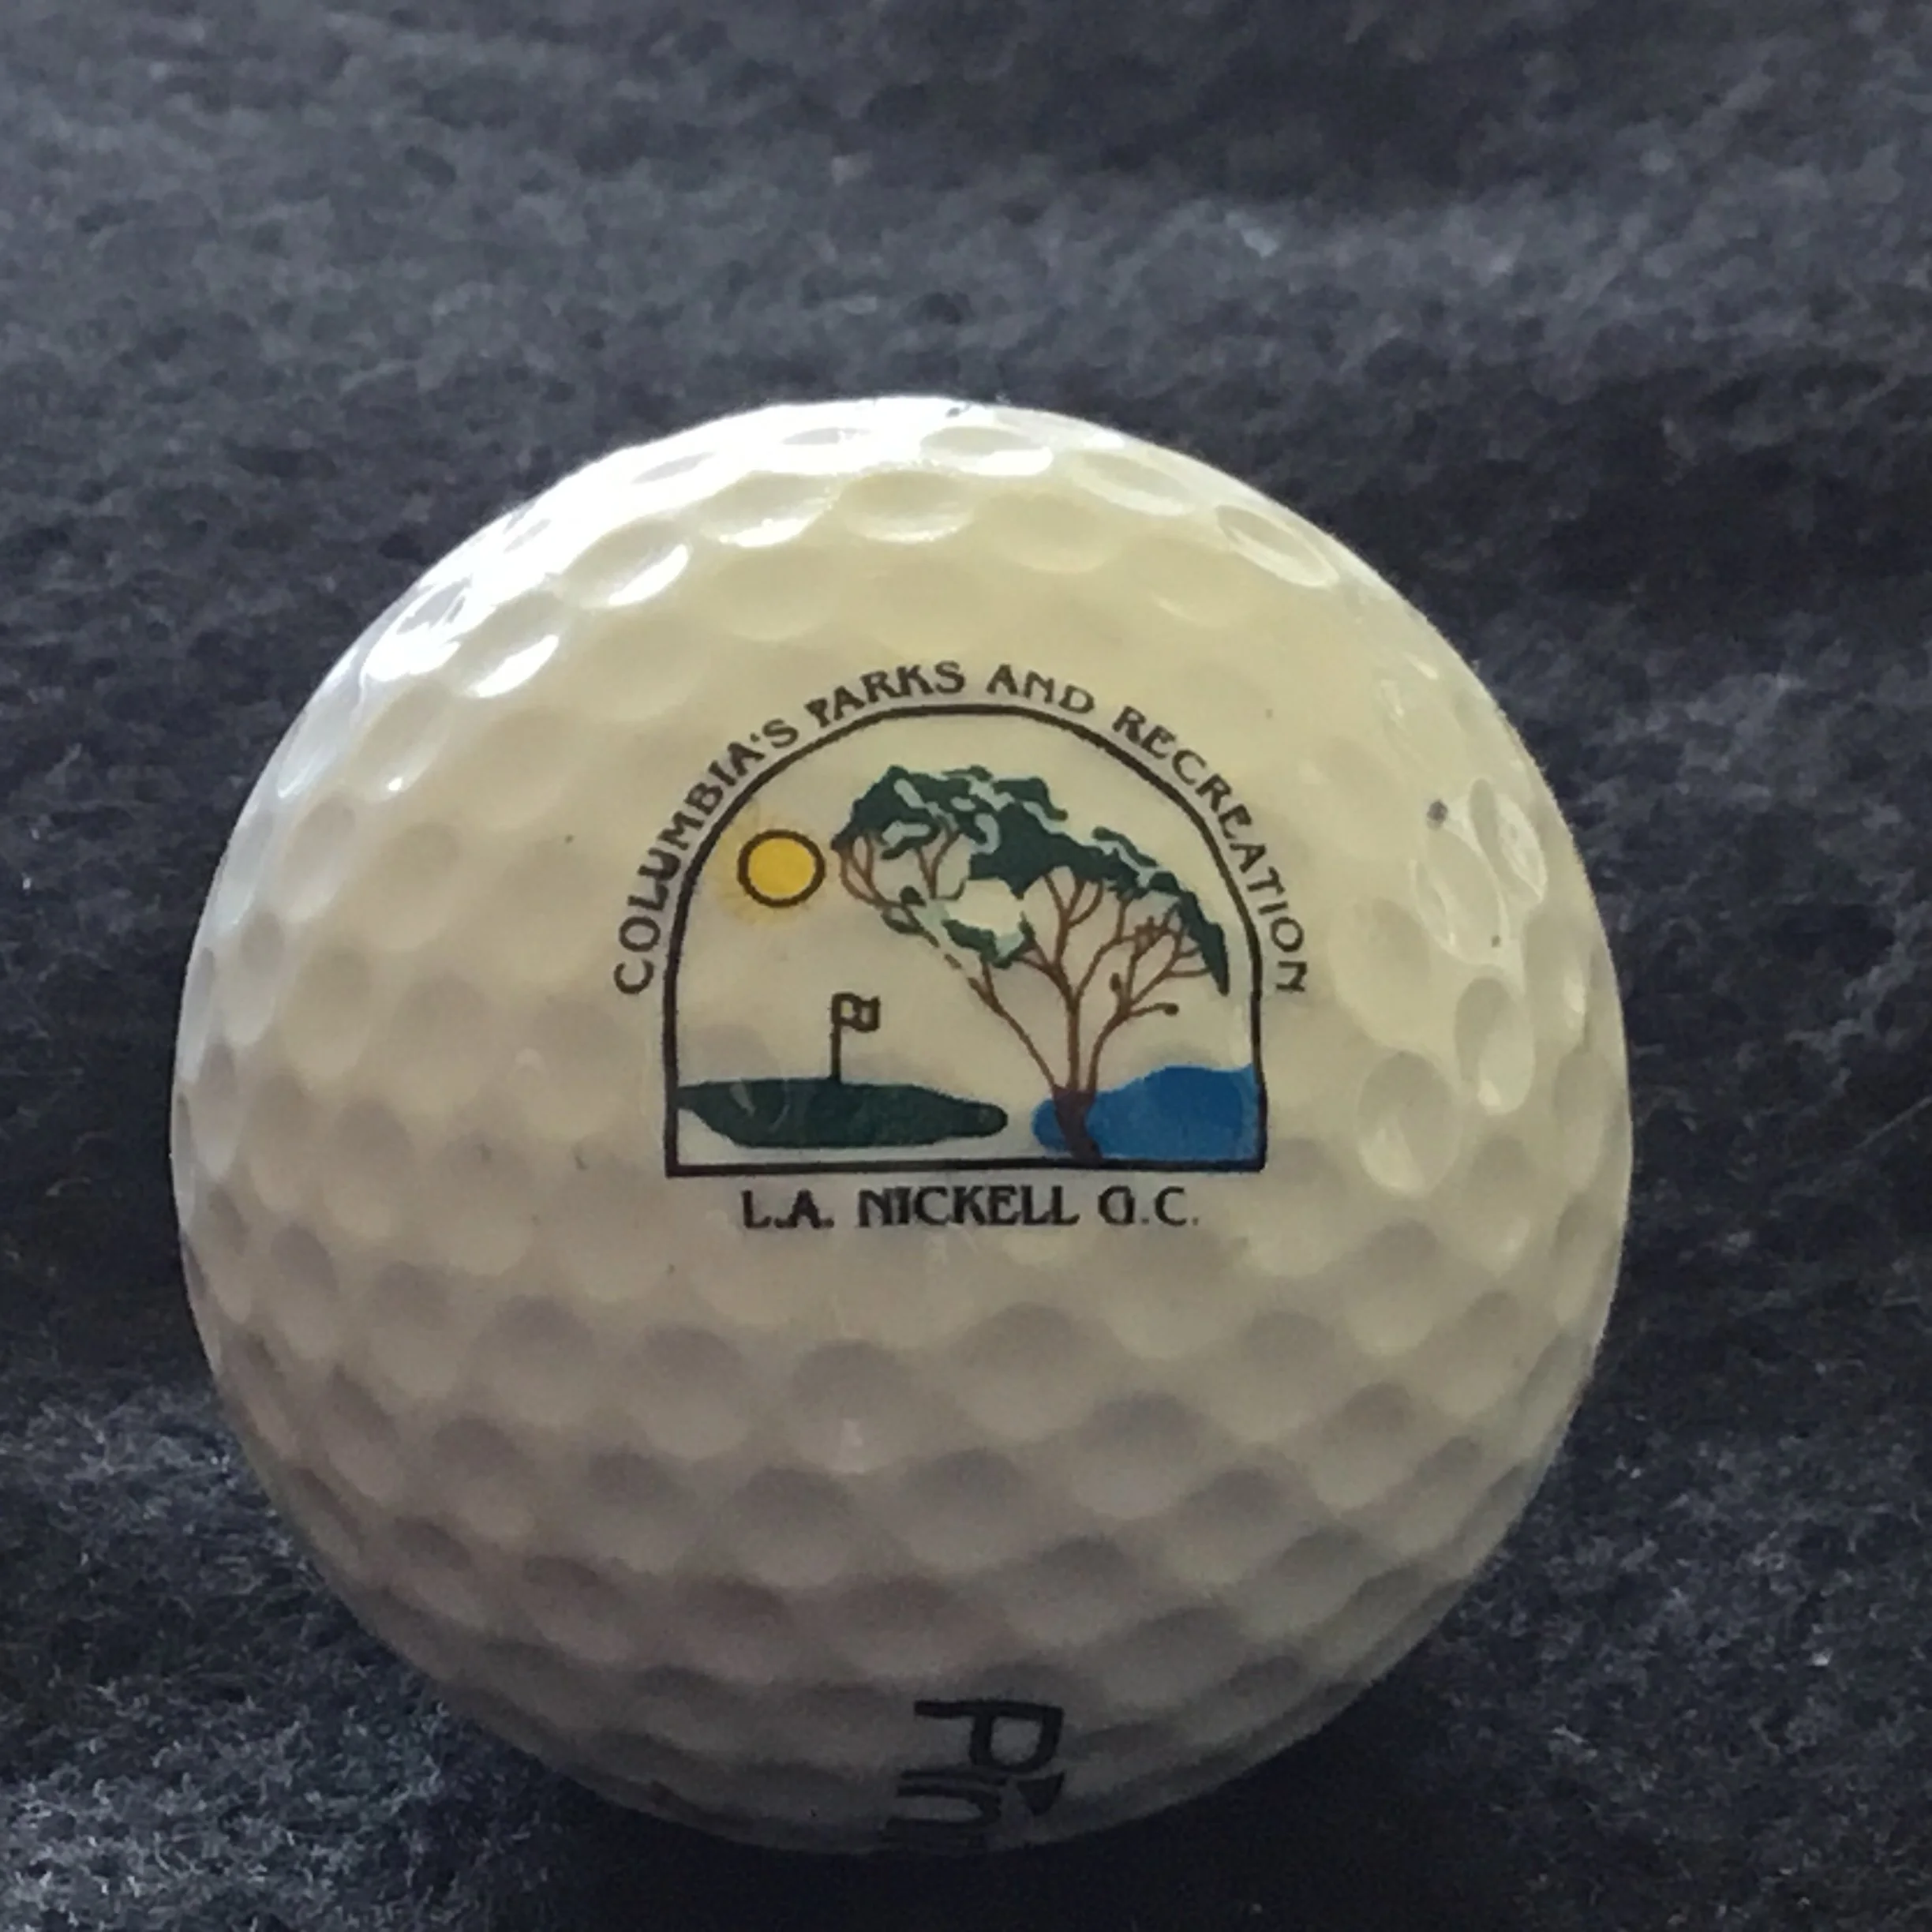 COLUMBIA'S PARKS AND RECREATION
L.A. NICKELL G.C.